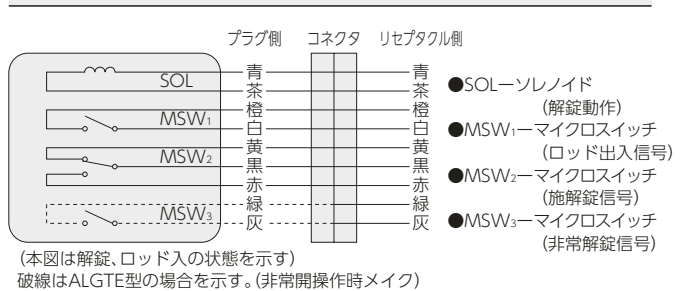 プラグ側 コネクタ リセプタクル側
SOL 青 青
茶 茶
MSW1 橙 橙
白 白
MSW2 黄 黄
黒 黒
赤 赤
MSW3 緑 緑
灰 灰
●SOLーソレノイド
(解錠動作)
●MSW1ーマイクロスイッチ
(ロッド出入信号)
●MSW2ーマイクロスイッチ
(施解錠信号)
●MSW3ーマイクロスイッチ
(非常解錠信号)
(本図は解錠、ロッド入の状態を示す)
破線はALGTE型の場合を示す。(非常開操作時メイク)